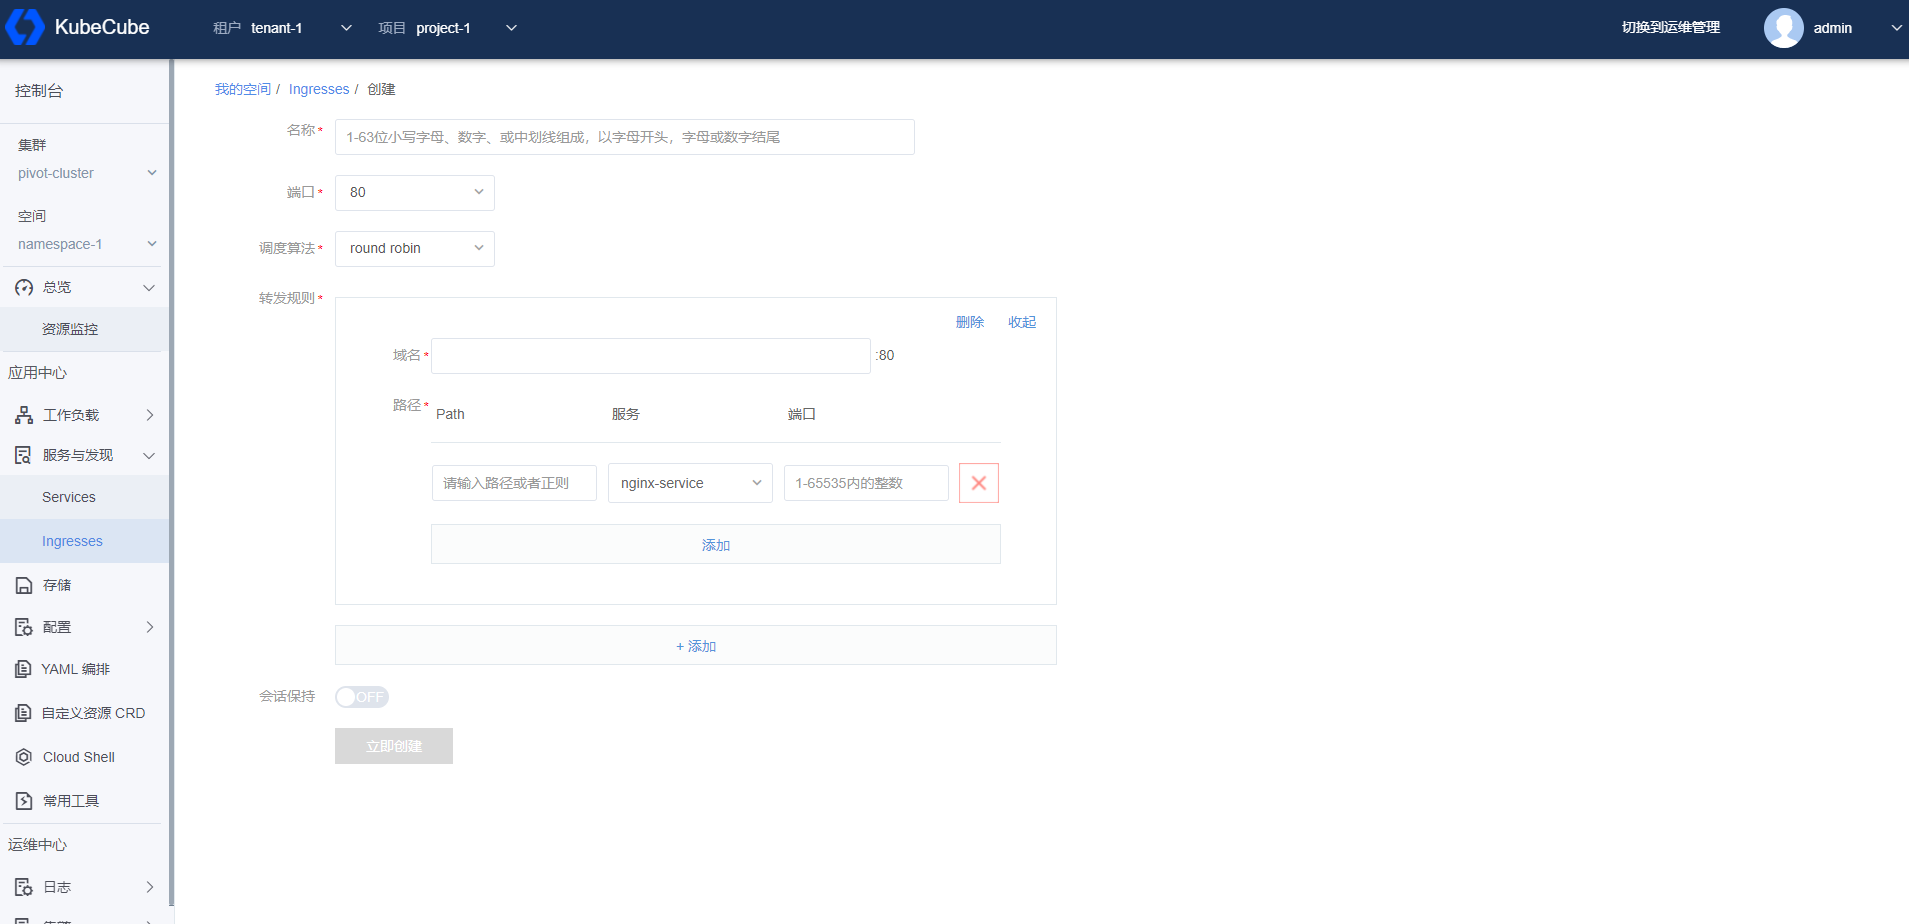 KubeCube 租户 tenant-1 项目 project-1 切换到运维管理 admin
控制台
集群
pivot-cluster
空间
namespace-1
总览
资源监控
应用中心
工作负载
服务与发现
Services
Ingresses
存储
配置
YAML 编排
自定义资源 CRD
Cloud Shell
常用工具
运维中心
日志
我的空间 / Ingresses / 创建
名称* 1-63位小写字母、数字、或中划线组成，以字母开头，字母或数字结尾
端口* 80
调度算法* round robin
转发规则*
删除 收起
域名* :80
路径* Path 服务 端口
请输入路径或者正则 nginx-service 1-65535内的整数
添加
+ 添加
会话保持 OFF
立即创建